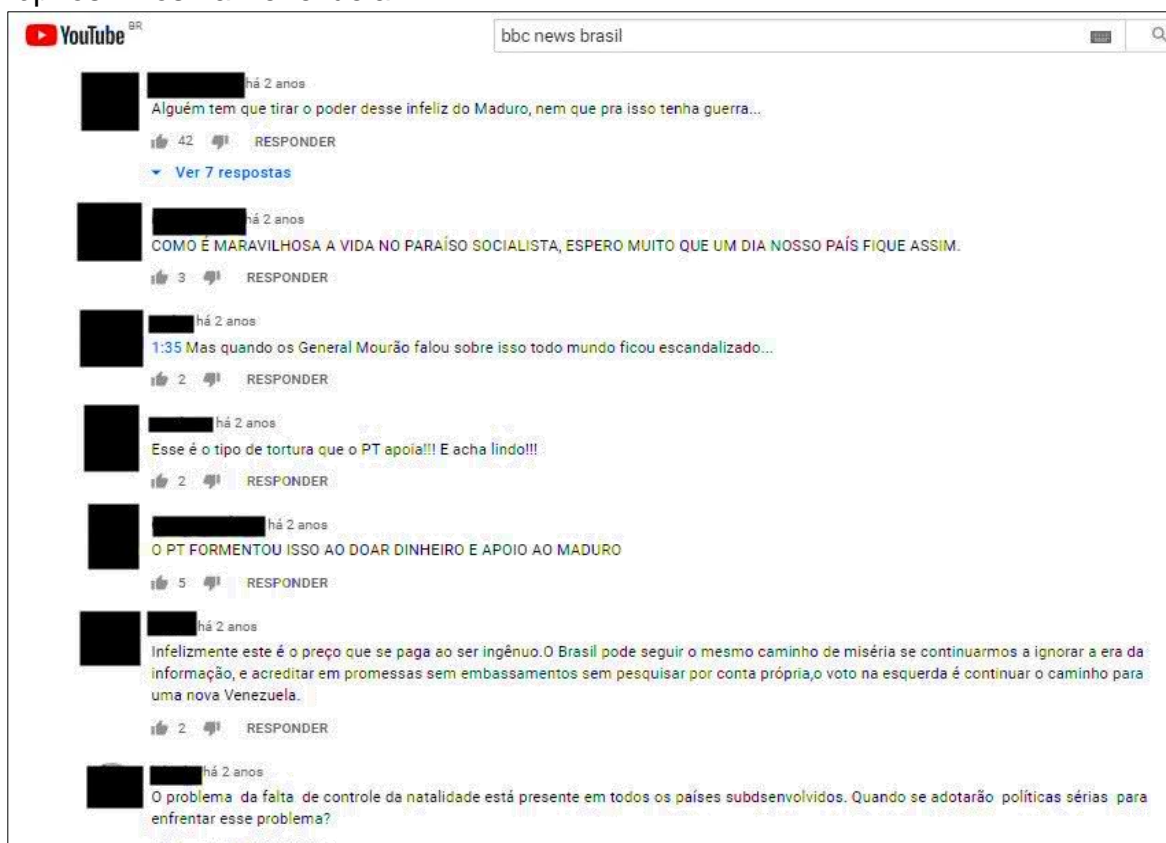 YouTube BR
bbc news brasil
há 2 anos
Alguém tem que tirar o poder desse infeliz do Maduro, nem que pra isso tenha guerra...
42 RESPONDER
Ver 7 respostas
há 2 anos
COMO É MARAVILHOSA A VIDA NO PARAÍSO SOCIALISTA, ESPERO MUITO QUE UM DIA NOSSO PAÍS FIQUE ASSIM.
3 RESPONDER
há 2 anos
1:35 Mas quando os General Mourão falou sobre isso todo mundo ficou escandalizado...
2 RESPONDER
há 2 anos
Esse é o tipo de tortura que o PT apoia!!! E acha lindo!!!
2 RESPONDER
há 2 anos
O PT FORMENTOU ISSO AO DOAR DINHEIRO E APOIO AO MADURO
5 RESPONDER
há 2 anos
Infelizmente este é o preço que se paga ao ser ingênuo.O Brasil pode seguir o mesmo caminho de miséria se continuarmos a ignorar a era da
informação, e acreditar em promessas sem embassamentos sem pesquisar por conta própria,o voto na esquerda é continuar o caminho para
uma nova Venezuela.
2 RESPONDER
há 2 anos
O problema da falta de controle da natalidade está presente em todos os países subdsenvolvidos. Quando se adotarão políticas sérias para
enfrentar esse problema?